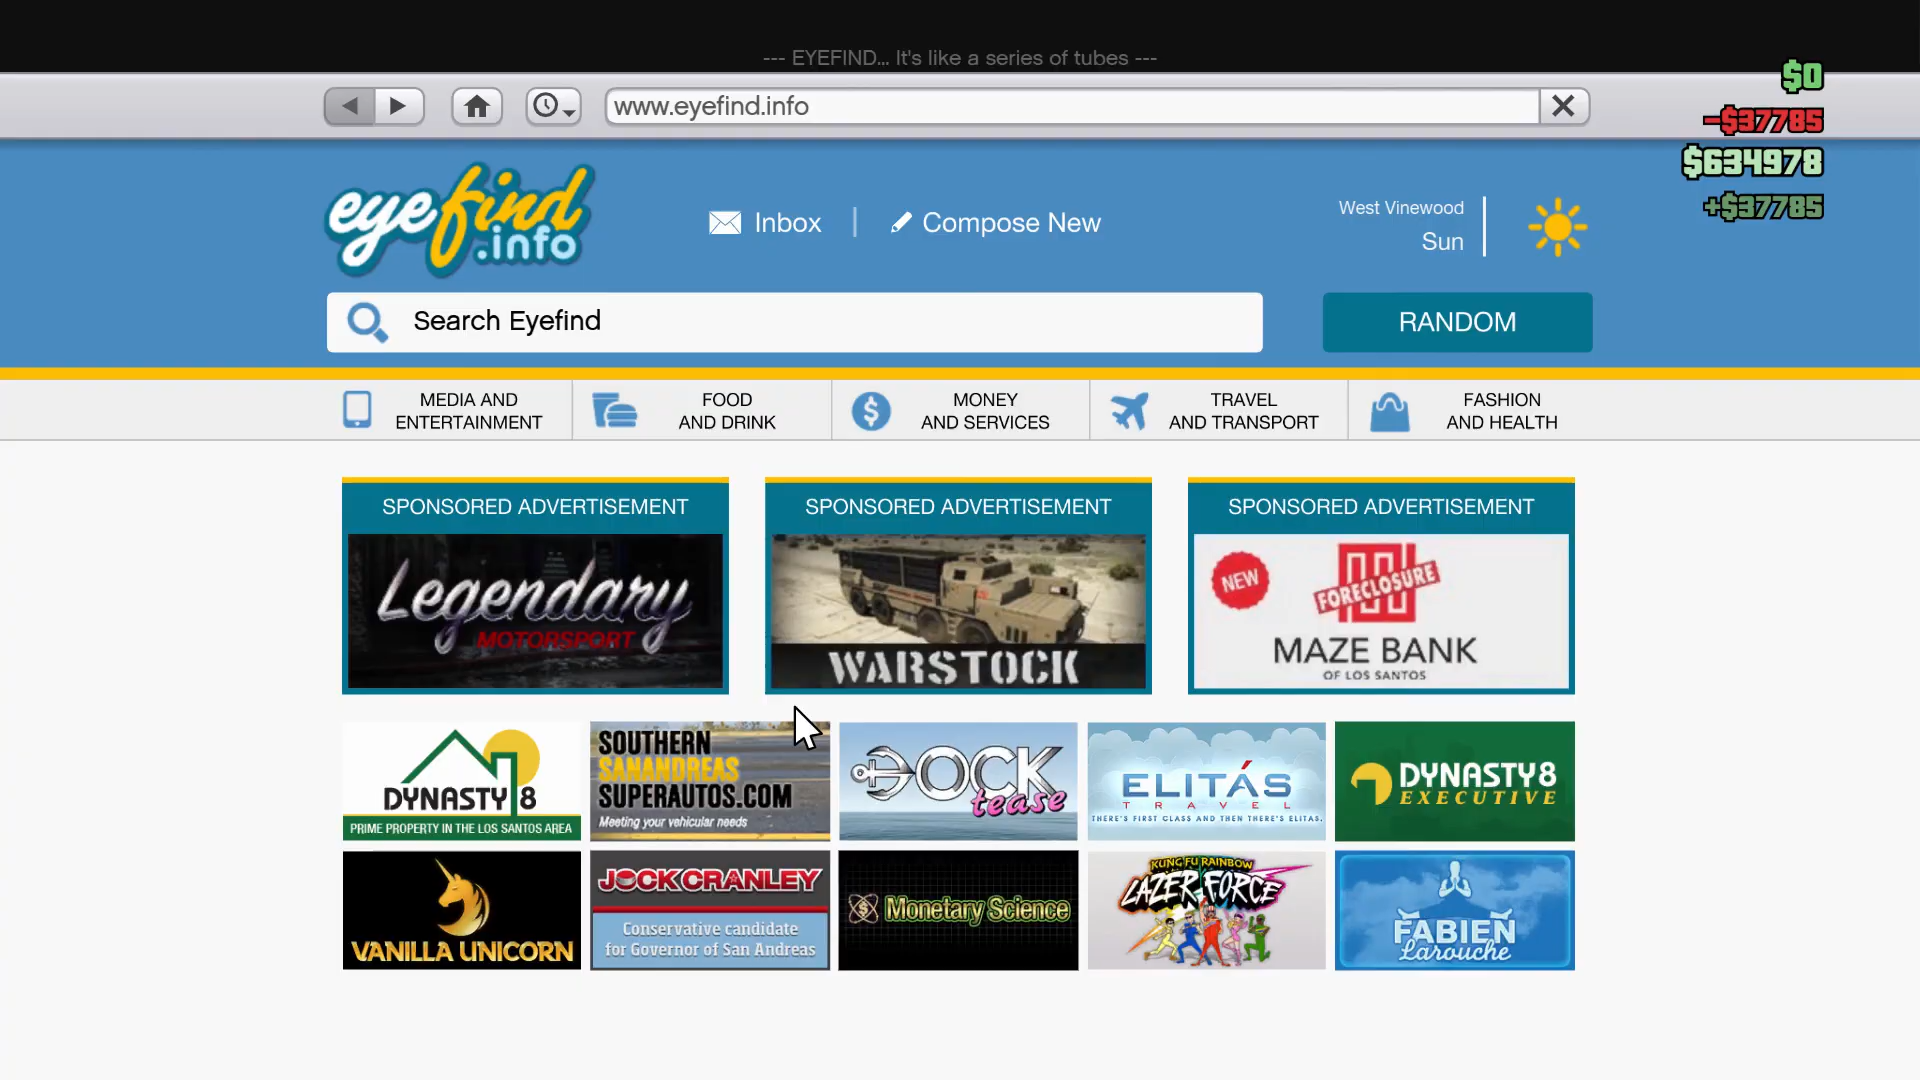 --- EYEFIND... It's like a series of tubes ---
www.eyefind.info
$0
-$37785
$634978
+$37785
eyefind.info
Inbox
Compose New
West Vinewood
Sun
Search Eyefind
RANDOM
MEDIA AND
ENTERTAINMENT
FOOD
AND DRINK
MONEY
AND SERVICES
TRAVEL
AND TRANSPORT
FASHION
AND HEALTH
SPONSORED ADVERTISEMENT
Legendary
MOTORSPORT
SPONSORED ADVERTISEMENT
WARSTOCK
SPONSORED ADVERTISEMENT
NEW
FORECLOSURE
MAZE BANK
OF LOS SANTOS
DYNASTY 8
PRIME PROPERTY IN THE LOS SANTOS AREA
SOUTHERN
SANANDREAS
SUPERAUTOS.COM
Meeting your vehicular needs
DOCK
tease
ELITÁS
TRAVEL
THERE'S FIRST CLASS AND THEN THERE'S ELITAS.
DYNASTY8
EXECUTIVE
VANILLA UNICORN
JOCK CRANLEY
Conservative candidate
for Governor of San Andreas
Monetary Science
KUNG FU RAINBOW
LAZER FORCE
FABIEN
Larouche